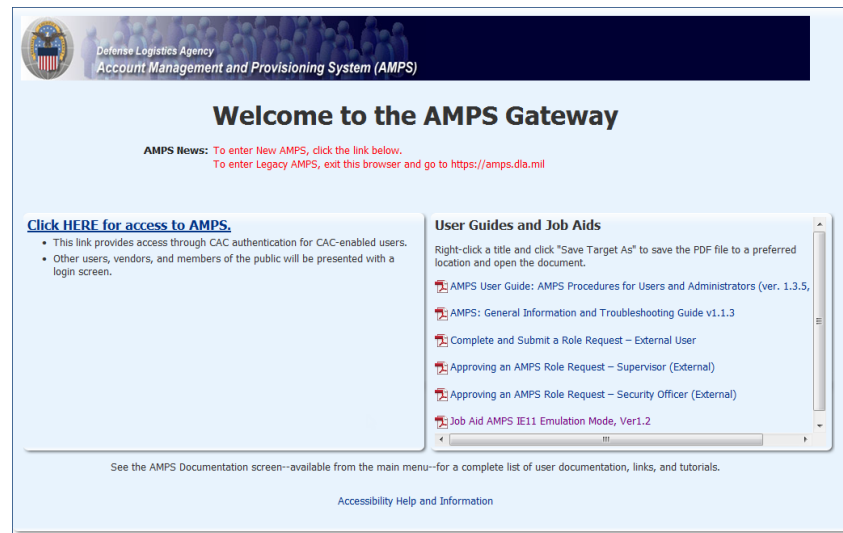 Defense Logistics Agency
Account Management and Provisioning System (AMPS)
Welcome to the AMPS Gateway
AMPS News: To enter New AMPS, click the link below.
To enter Legacy AMPS, exit this browser and go to https://amps.dla.mil
Click HERE for access to AMPS.
• This link provides access through CAC authentication for CAC-enabled users.
• Other users, vendors, and members of the public will be presented with a
login screen.
User Guides and Job Aids
Right-click a title and click "Save Target As" to save the PDF file to a preferred
location and open the document.
AMPS User Guide: AMPS Procedures for Users and Administrators (ver. 1.3.5,
AMPS: General Information and Troubleshooting Guide v1.1.3
Complete and Submit a Role Request – External User
Approving an AMPS Role Request – Supervisor (External)
Approving an AMPS Role Request – Security Officer (External)
Job Aid AMPS IE11 Emulation Mode, Ver1.2
See the AMPS Documentation screen--available from the main menu--for a complete list of user documentation, links, and tutorials.
Accessibility Help and Information